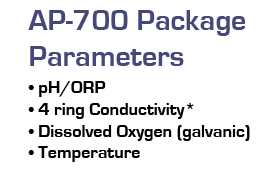 AP-700 Package
Parameters
• pH/ORP
• 4 ring Conductivity*
• Dissolved Oxygen (galvanic)
• Temperature